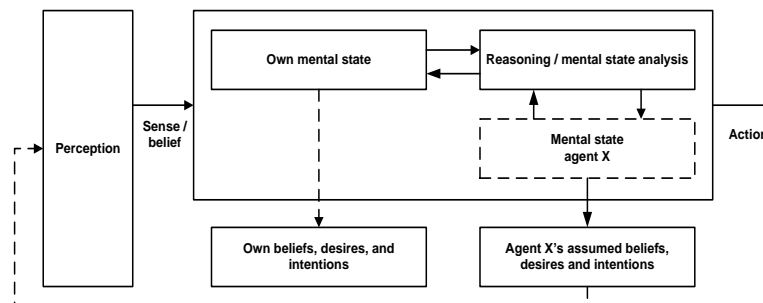 Own mental state
Reasoning / mental state analysis
Sense /
belief
Perception
Mental state
agent X
Action
Own beliefs, desires, and
intentions
Agent X's assumed beliefs,
desires and intentions